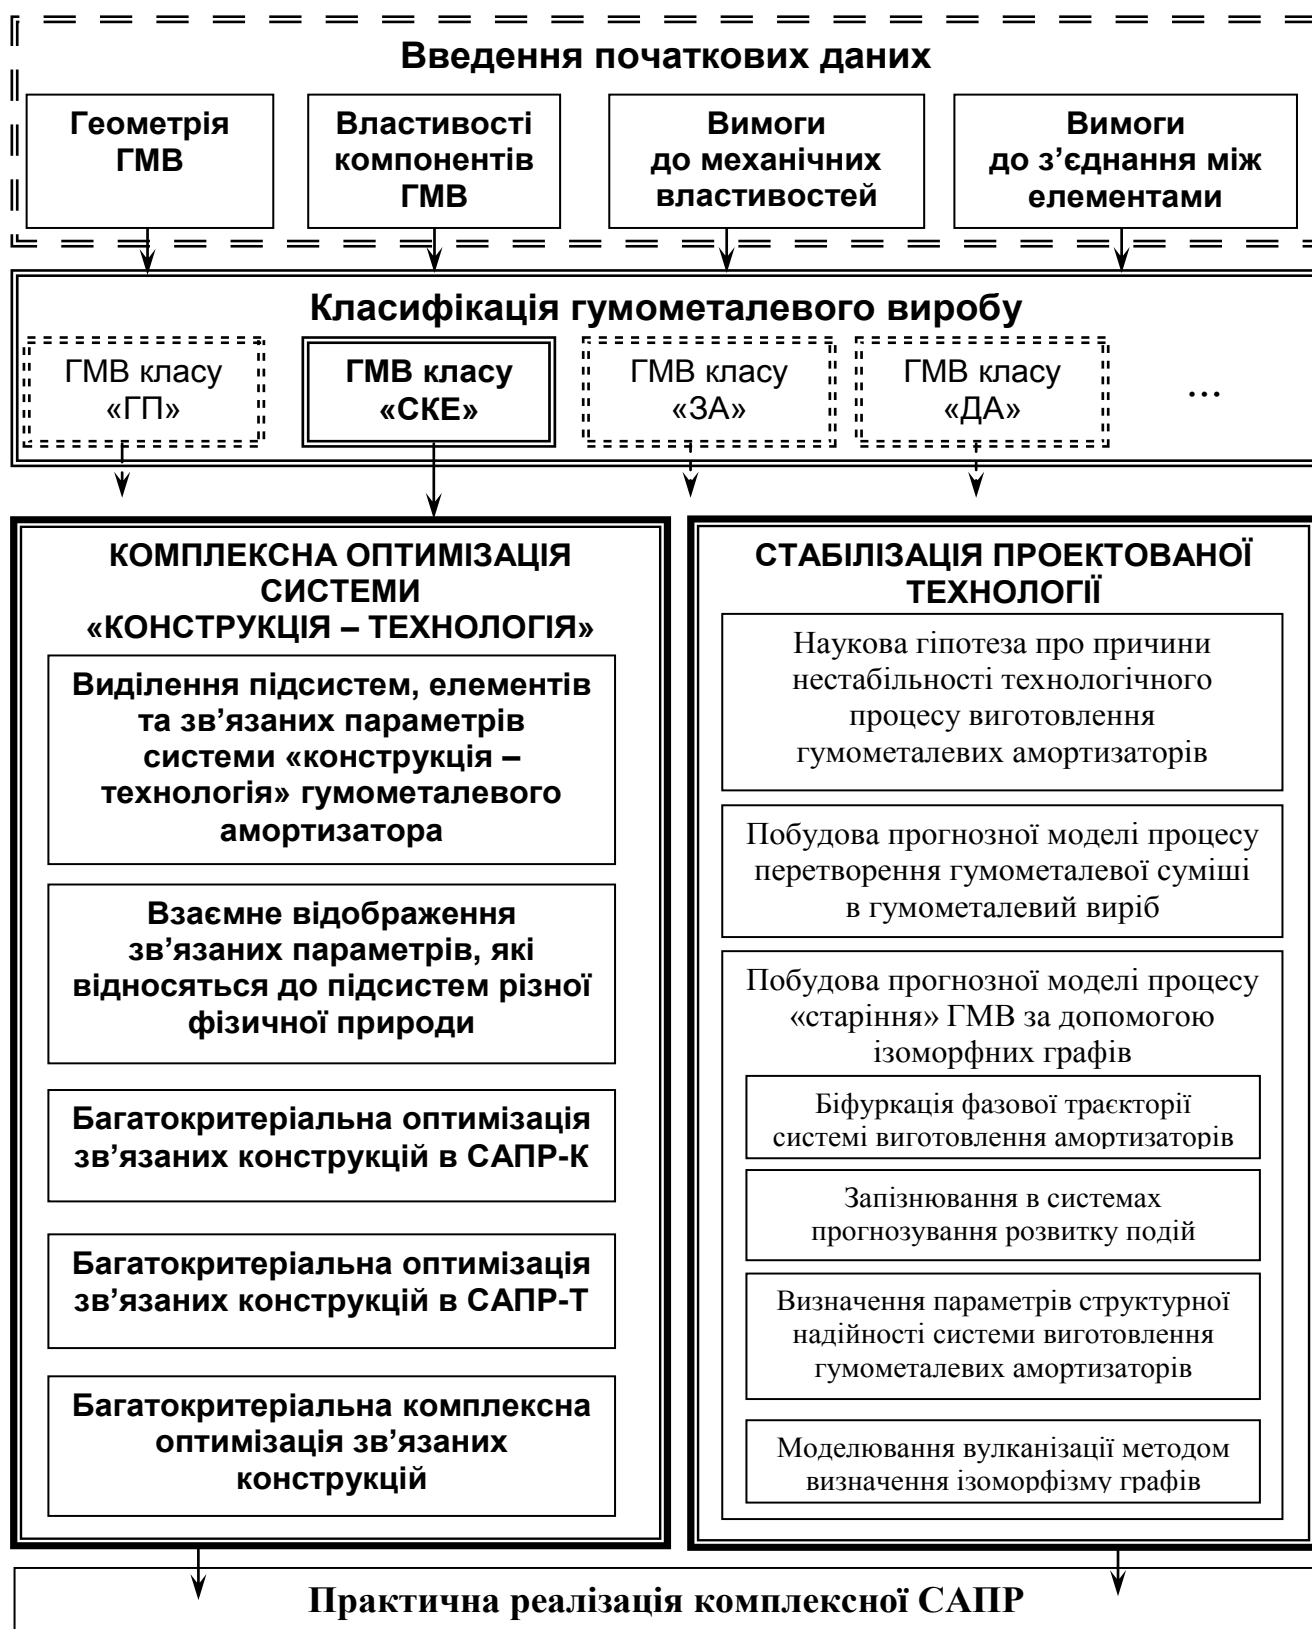 Введення початкових даних
Геометрія
ГМВ
Властивості
компонентів
ГМВ
Вимоги
до механічних
властивостей
Вимоги
до з’єднання між
елементами
Класифікація гумометалевого виробу
ГМВ класу
«ГП»
ГМВ класу
«СКЕ»
ГМВ класу
«ЗА»
ГМВ класу
«ДА»
...
КОМПЛЕКСНА ОПТИМІЗАЦІЯ
СИСТЕМИ
«КОНСТРУКЦІЯ – ТЕХНОЛОГІЯ»
Виділення підсистем, елементів
та зв’язаних параметрів
системи «конструкція –
технологія» гумометалевого
амортизатора
Взаємне відображення
зв’язаних параметрів, які
відносяться до підсистем різної
фізичної природи
Багатокритеріальна оптимізація
зв’язаних конструкцій в САПР-К
Багатокритеріальна оптимізація
зв’язаних конструкцій в САПР-Т
Багатокритеріальна комплексна
оптимізація зв’язаних
конструкцій
СТАБІЛІЗАЦІЯ ПРОЕКТОВАНОЇ
ТЕХНОЛОГІЇ
Наукова гіпотеза про причини
нестабільності технологічного
процесу виготовлення
гумометалевих амортизаторів
Побудова прогнозної моделі процесу
перетворення гумометалевої суміші
в гумометалевий виріб
Побудова прогнозної моделі процесу
«старіння» ГМВ за допомогою
ізоморфних графів
Біфуркація фазової траєкторії
системі виготовлення амортизаторів
Запізнювання в системах
прогнозування розвитку подій
Визначення параметрів структурної
надійності системи виготовлення
гумометалевих амортизаторів
Моделювання вулканізації методом
визначення ізоморфізму графів
Практична реалізація комплексної САПР